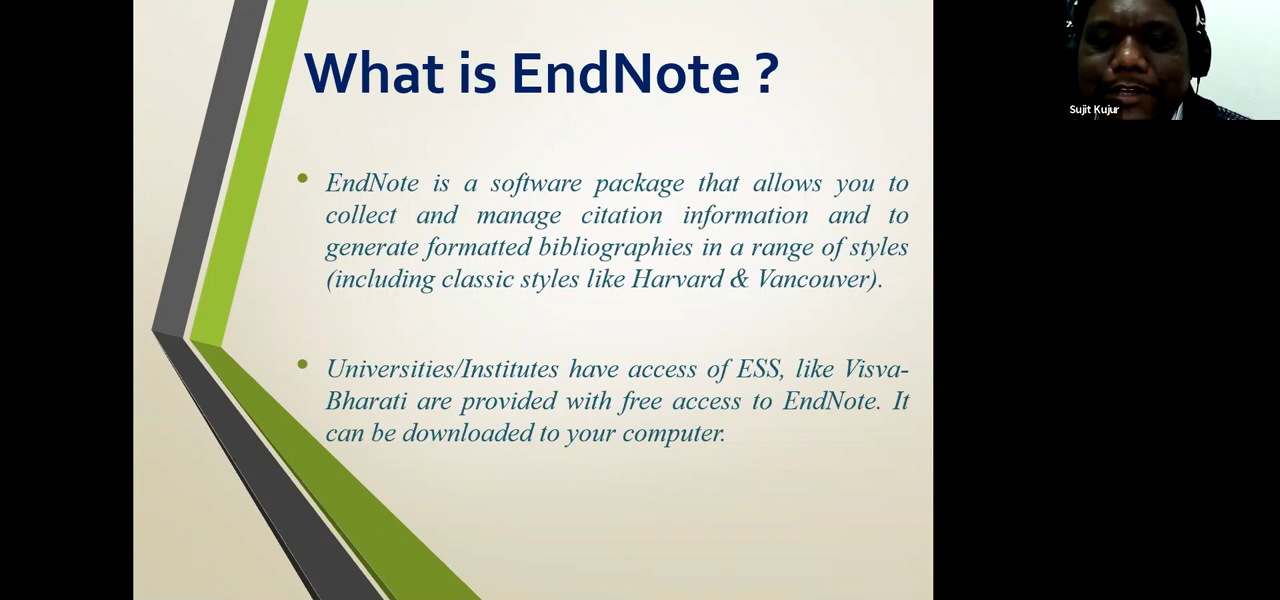 What is EndNote ?
Sujit Kujur
• EndNote is a software package that allows you to
collect and manage citation information and to
generate formatted bibliographies in a range of styles
(including classic styles like Harvard & Vancouver).
• Universities/Institutes have access of ESS, like Visva-
Bharati are provided with free access to EndNote. It
can be downloaded to your computer.